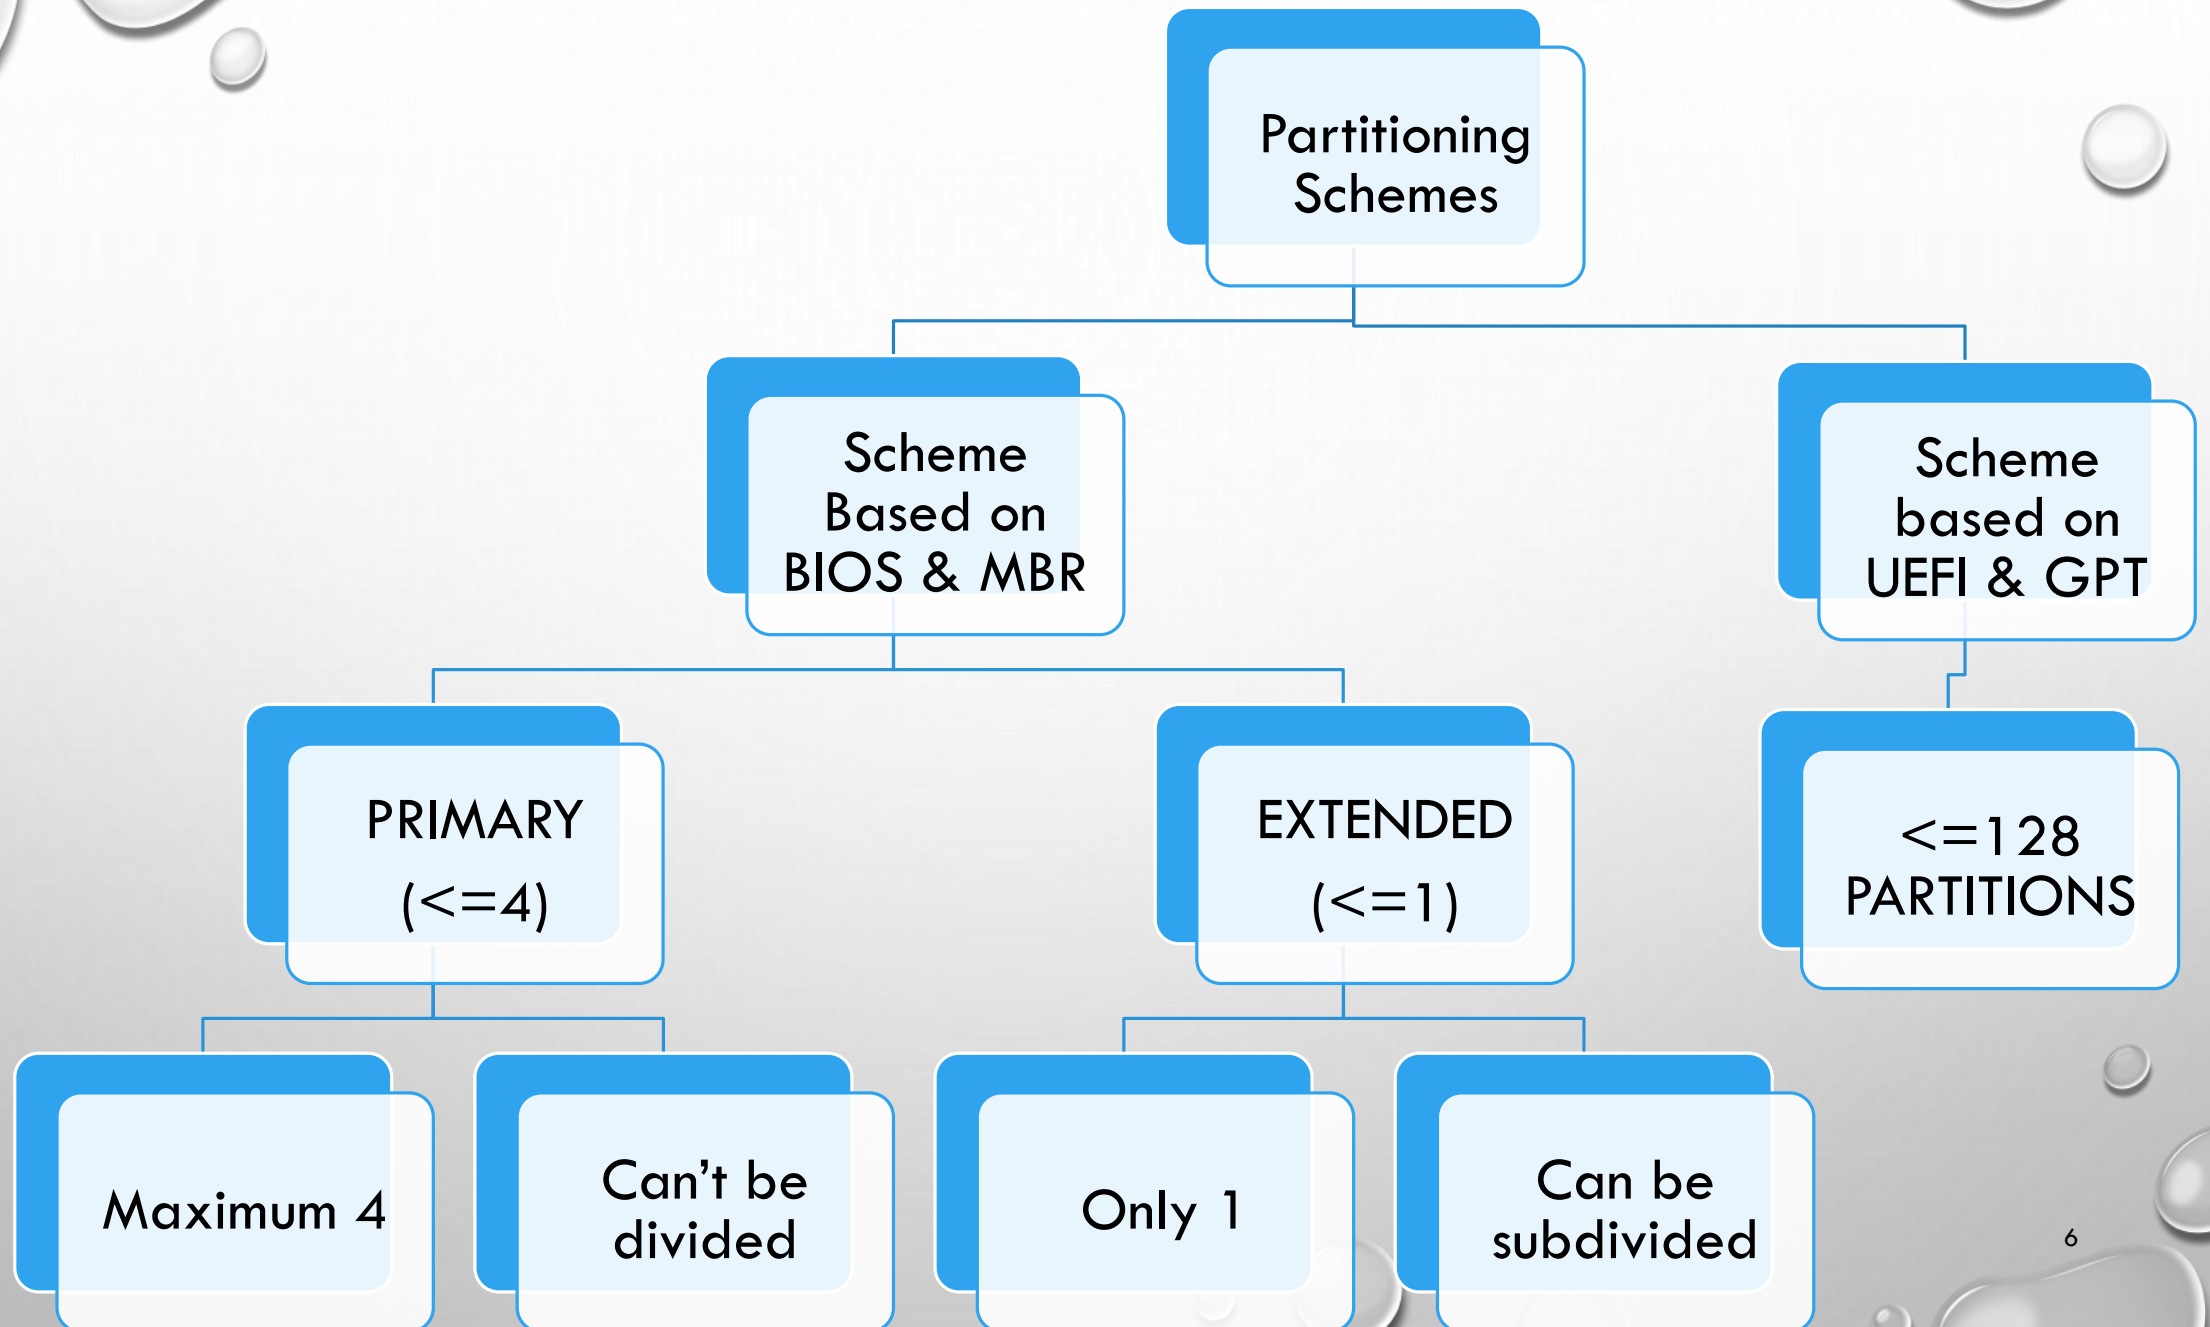 Partitioning
Schemes
Scheme
Based on
BIOS & MBR
Scheme
based on
UEFI & GPT
PRIMARY
(<=4)
EXTENDED
(<=1)
<=128
PARTITIONS
Maximum 4
Can’t be
divided
Only 1
Can be
subdivided
6